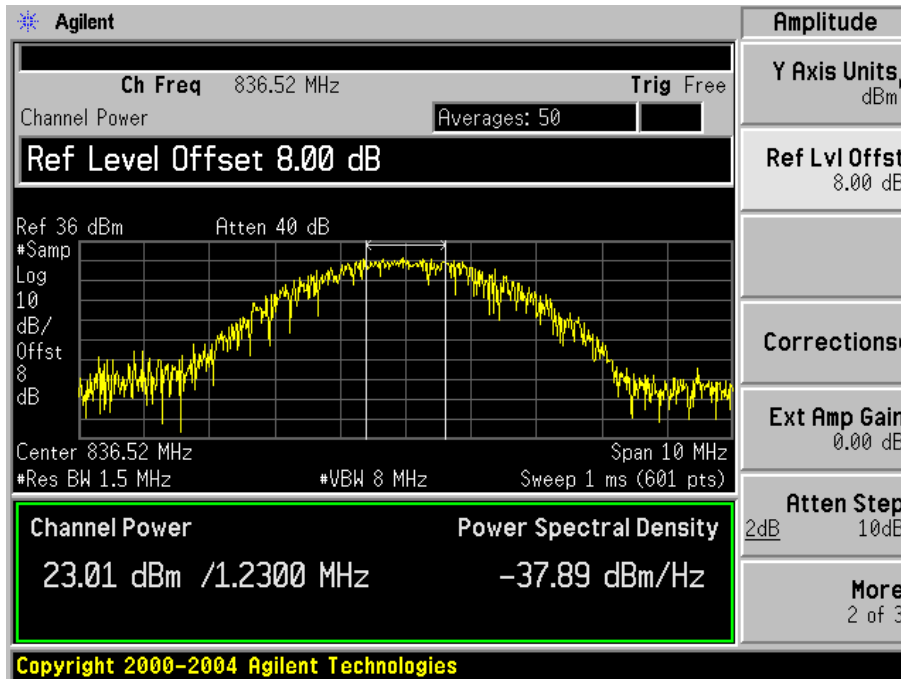 Agilent
Amplitude
Ch Freq 836.52 MHz Trig Free
Channel Power Averages: 50
Ref Level Offset 8.00 dB
Ref 36 dBm Atten 40 dB
#Samp
Log
10
dB/
Offst
8
dB
Center 836.52 MHz Span 10 MHz
#Res BW 1.5 MHz #VBW 8 MHz Sweep 1 ms (601 pts)
Channel Power Power Spectral Density
23.01 dBm /1.2300 MHz -37.89 dBm/Hz
Copyright 2000-2004 Agilent Technologies
Y Axis Units
dBm
Ref Lvl Offst
8.00 dB
Corrections
Ext Amp Gain
0.00 dB
Atten Step
2dB 10dB
More
2 of 3